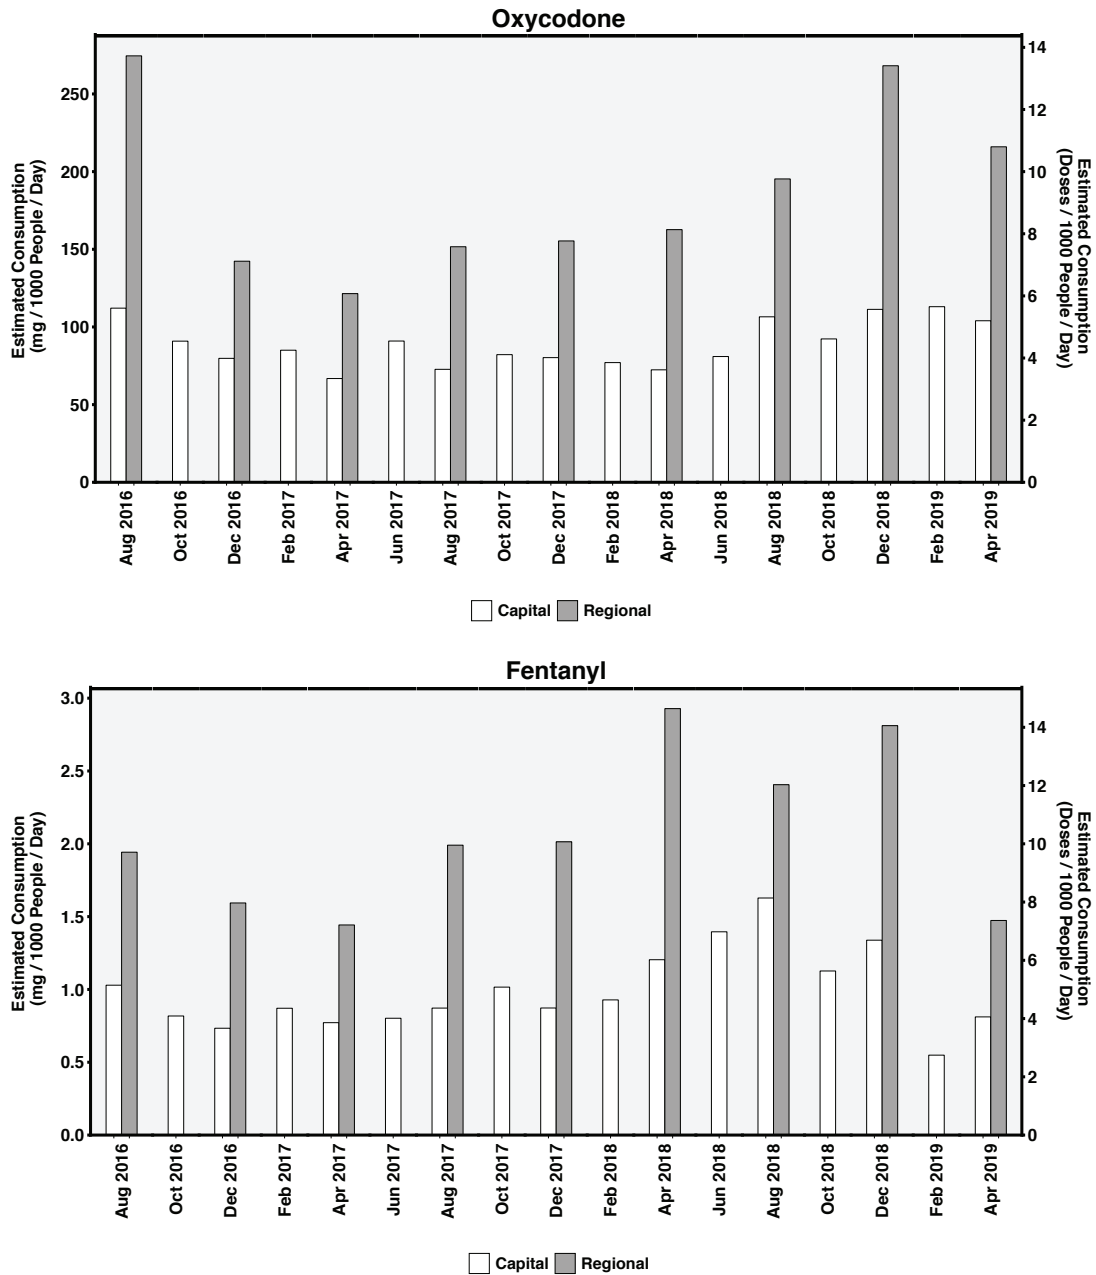 Oxycodone
Estimated Consumption
(mg / 1000 People / Day)
250
200
150
100
50
0
14
12
10
8
6
4
2
0
Estimated Consumption
(Doses / 1000 People / Day)
Aug 2016
Oct 2016
Dec 2016
Feb 2017
Apr 2017
Jun 2017
Aug 2017
Oct 2017
Dec 2017
Feb 2018
Apr 2018
Jun 2018
Aug 2018
Oct 2018
Dec 2018
Feb 2019
Apr 2019
Capital Regional
Fentanyl
Estimated Consumption
(mg / 1000 People / Day)
3.0
2.5
2.0
1.5
1.0
0.5
0.0
14
12
10
8
6
4
2
0
Estimated Consumption
(Doses / 1000 People / Day)
Aug 2016
Oct 2016
Dec 2016
Feb 2017
Apr 2017
Jun 2017
Aug 2017
Oct 2017
Dec 2017
Feb 2018
Apr 2018
Jun 2018
Aug 2018
Oct 2018
Dec 2018
Feb 2019
Apr 2019
Capital Regional